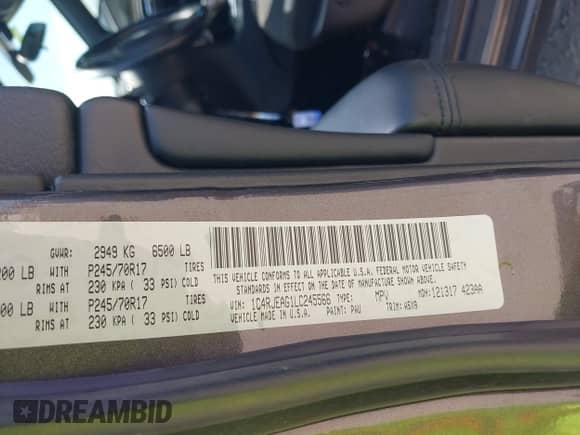 GVWR: 2949 KG 6500 LB
200 LB WITH P245/70R17 TIRES
RIMS AT 230 KPA ( 33 PSI) COLD
00 LB WITH P245/70R17 TIRES
RIMS AT 230 KPA ( 33 PSI) COLD
THIS VEHICLE CONFORMS TO ALL APPLICABLE U.S.A. FEDERAL MOTOR VEHICLE SAFETY
STANDARDS IN EFFECT ON THE DATE OF MANUFACTURE SHOWN ABOVE.
VIN: 1C4RJEAG1LC245566 TYPE: MPV MDH: 121317 423AA
VEHICLE MADE IN U.S.A. PAINT: PAU TRIM: A5X9
DREAMBID